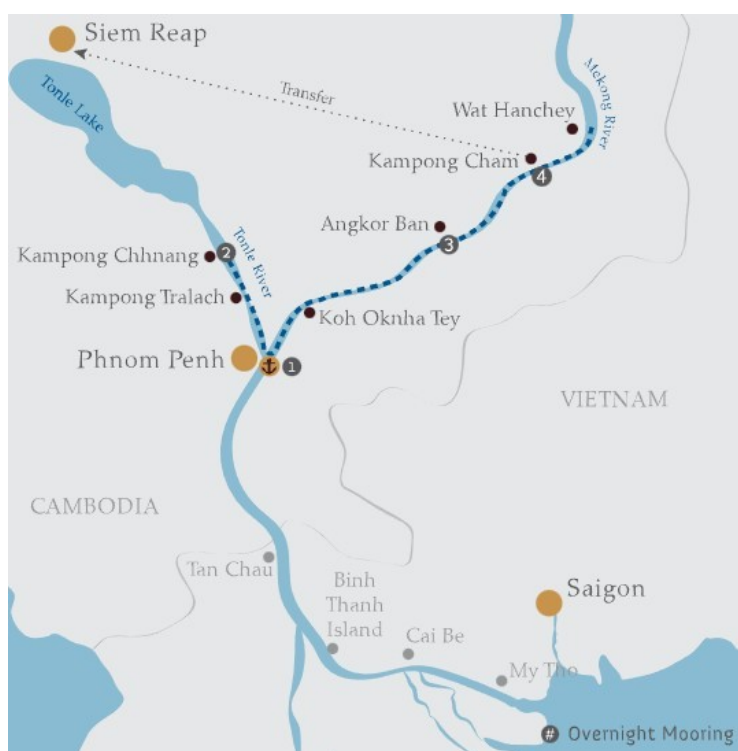 Siem Reap
Tonle Lake
Transfer
Mekong River
Wat Hanchey
Kampong Cham
4
Angkor Ban
3
Kampong Chhnang
2
Tonle River
Kampong Tralach
Koh Oknha Tey
Phnom Penh
1
VIETNAM
CAMBODIA
Tan Chau
Binh
Thanh
Island
Saigon
Cai Be
My Tho
# Overnight Mooring